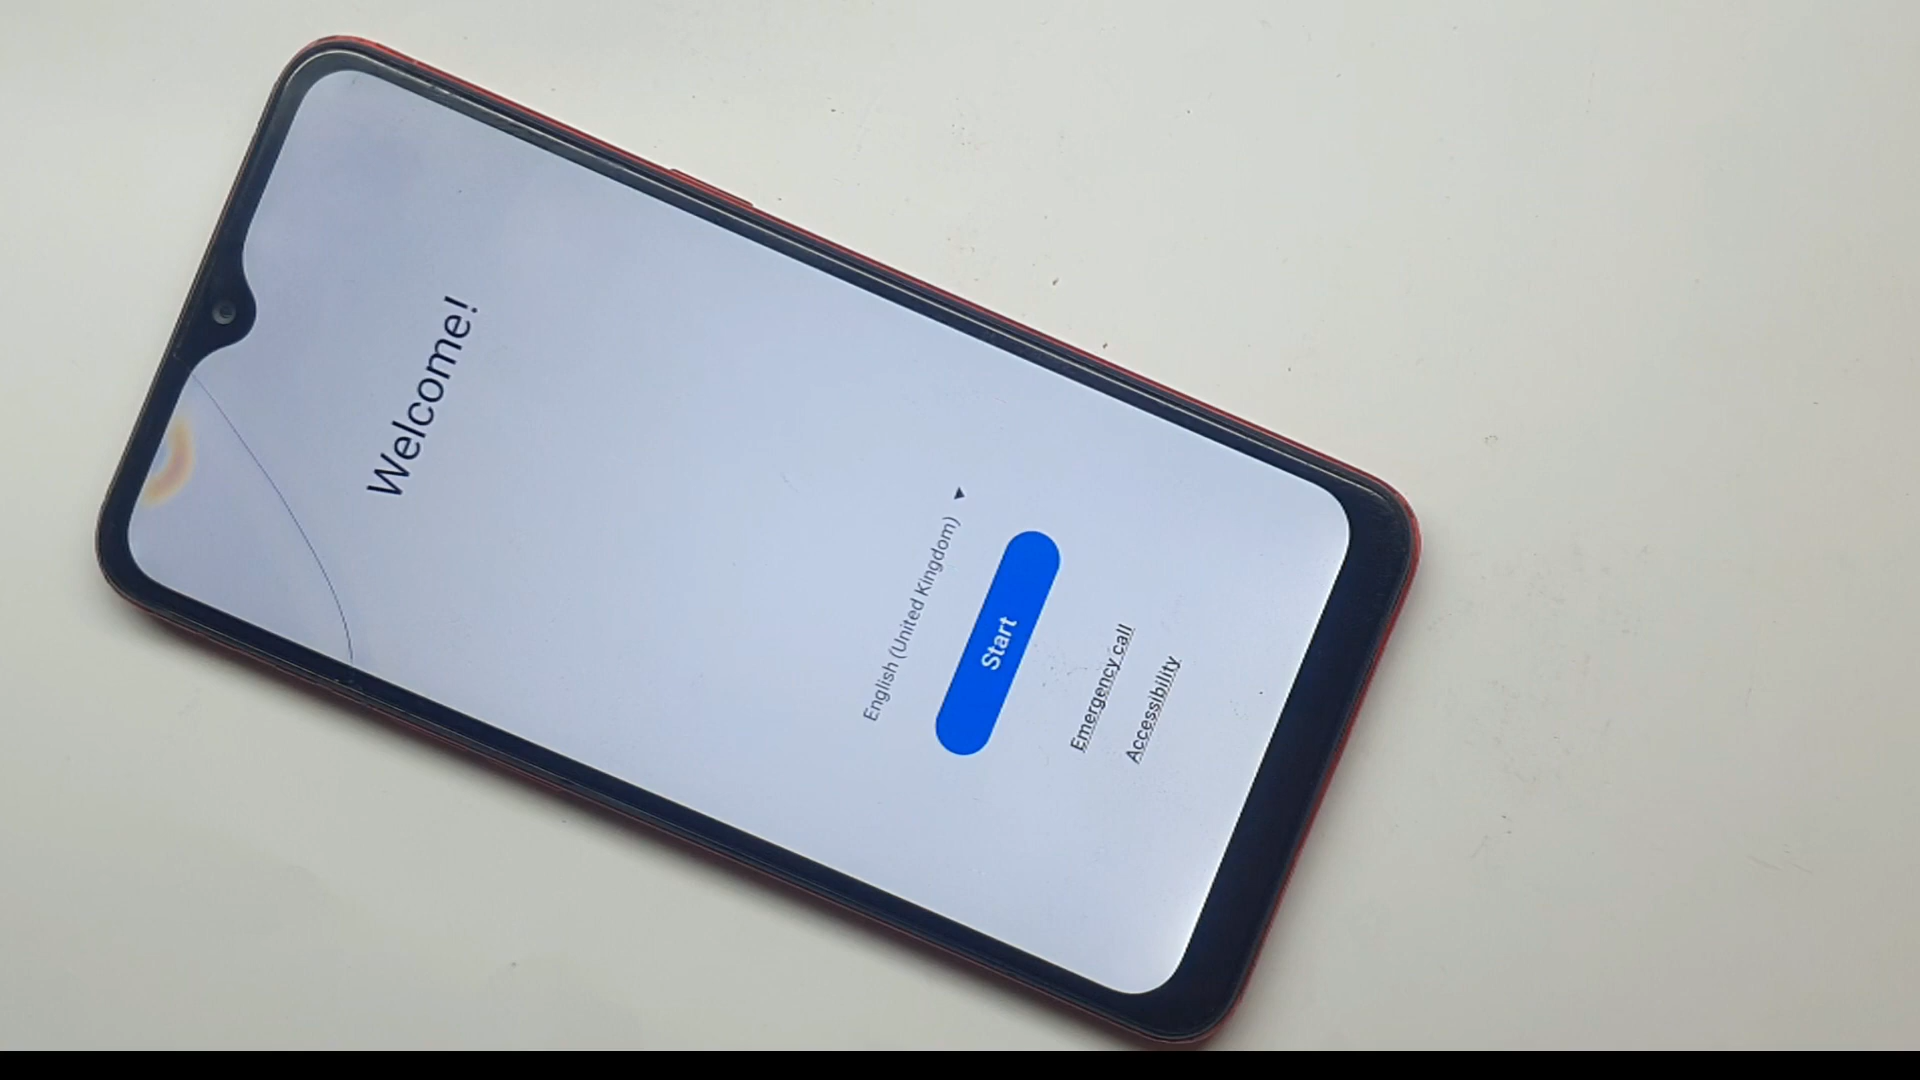 Welcome!
English (United Kingdom) ▼
Start
Emergency call
Accessibility